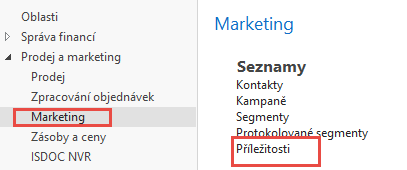 Oblasti
Správa financí
Prodej a marketing
Prodej
Zpracování objednávek
Marketing
Zásoby a ceny
ISDOC NVR
Marketing
Seznamy
Kontakty
Kampaně
Segmenty
Protokolované segmenty
Příležitosti